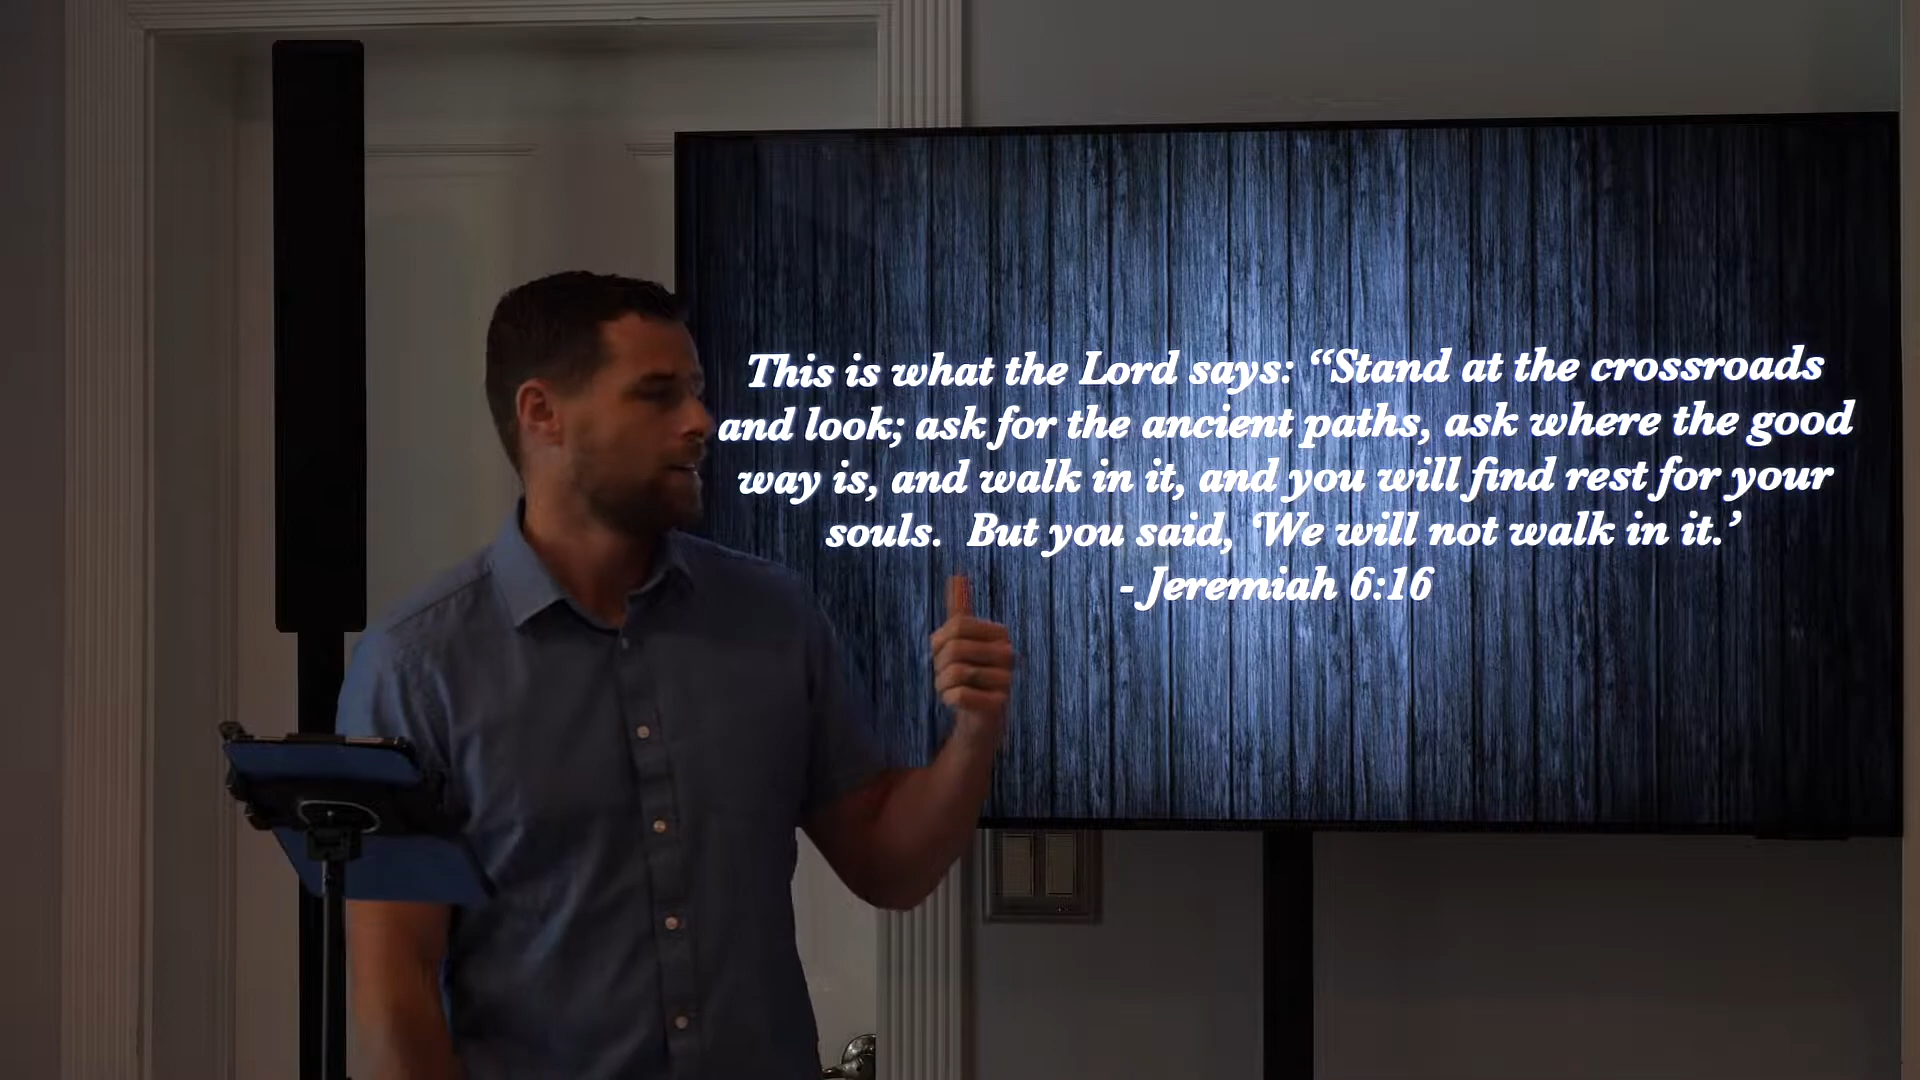 This is what the Lord says: “Stand at the crossroads
and look; ask for the ancient paths, ask where the good
way is, and walk in it, and you will find rest for your
souls.  But you said, ‘We will not walk in it.’
- Jeremiah 6:16